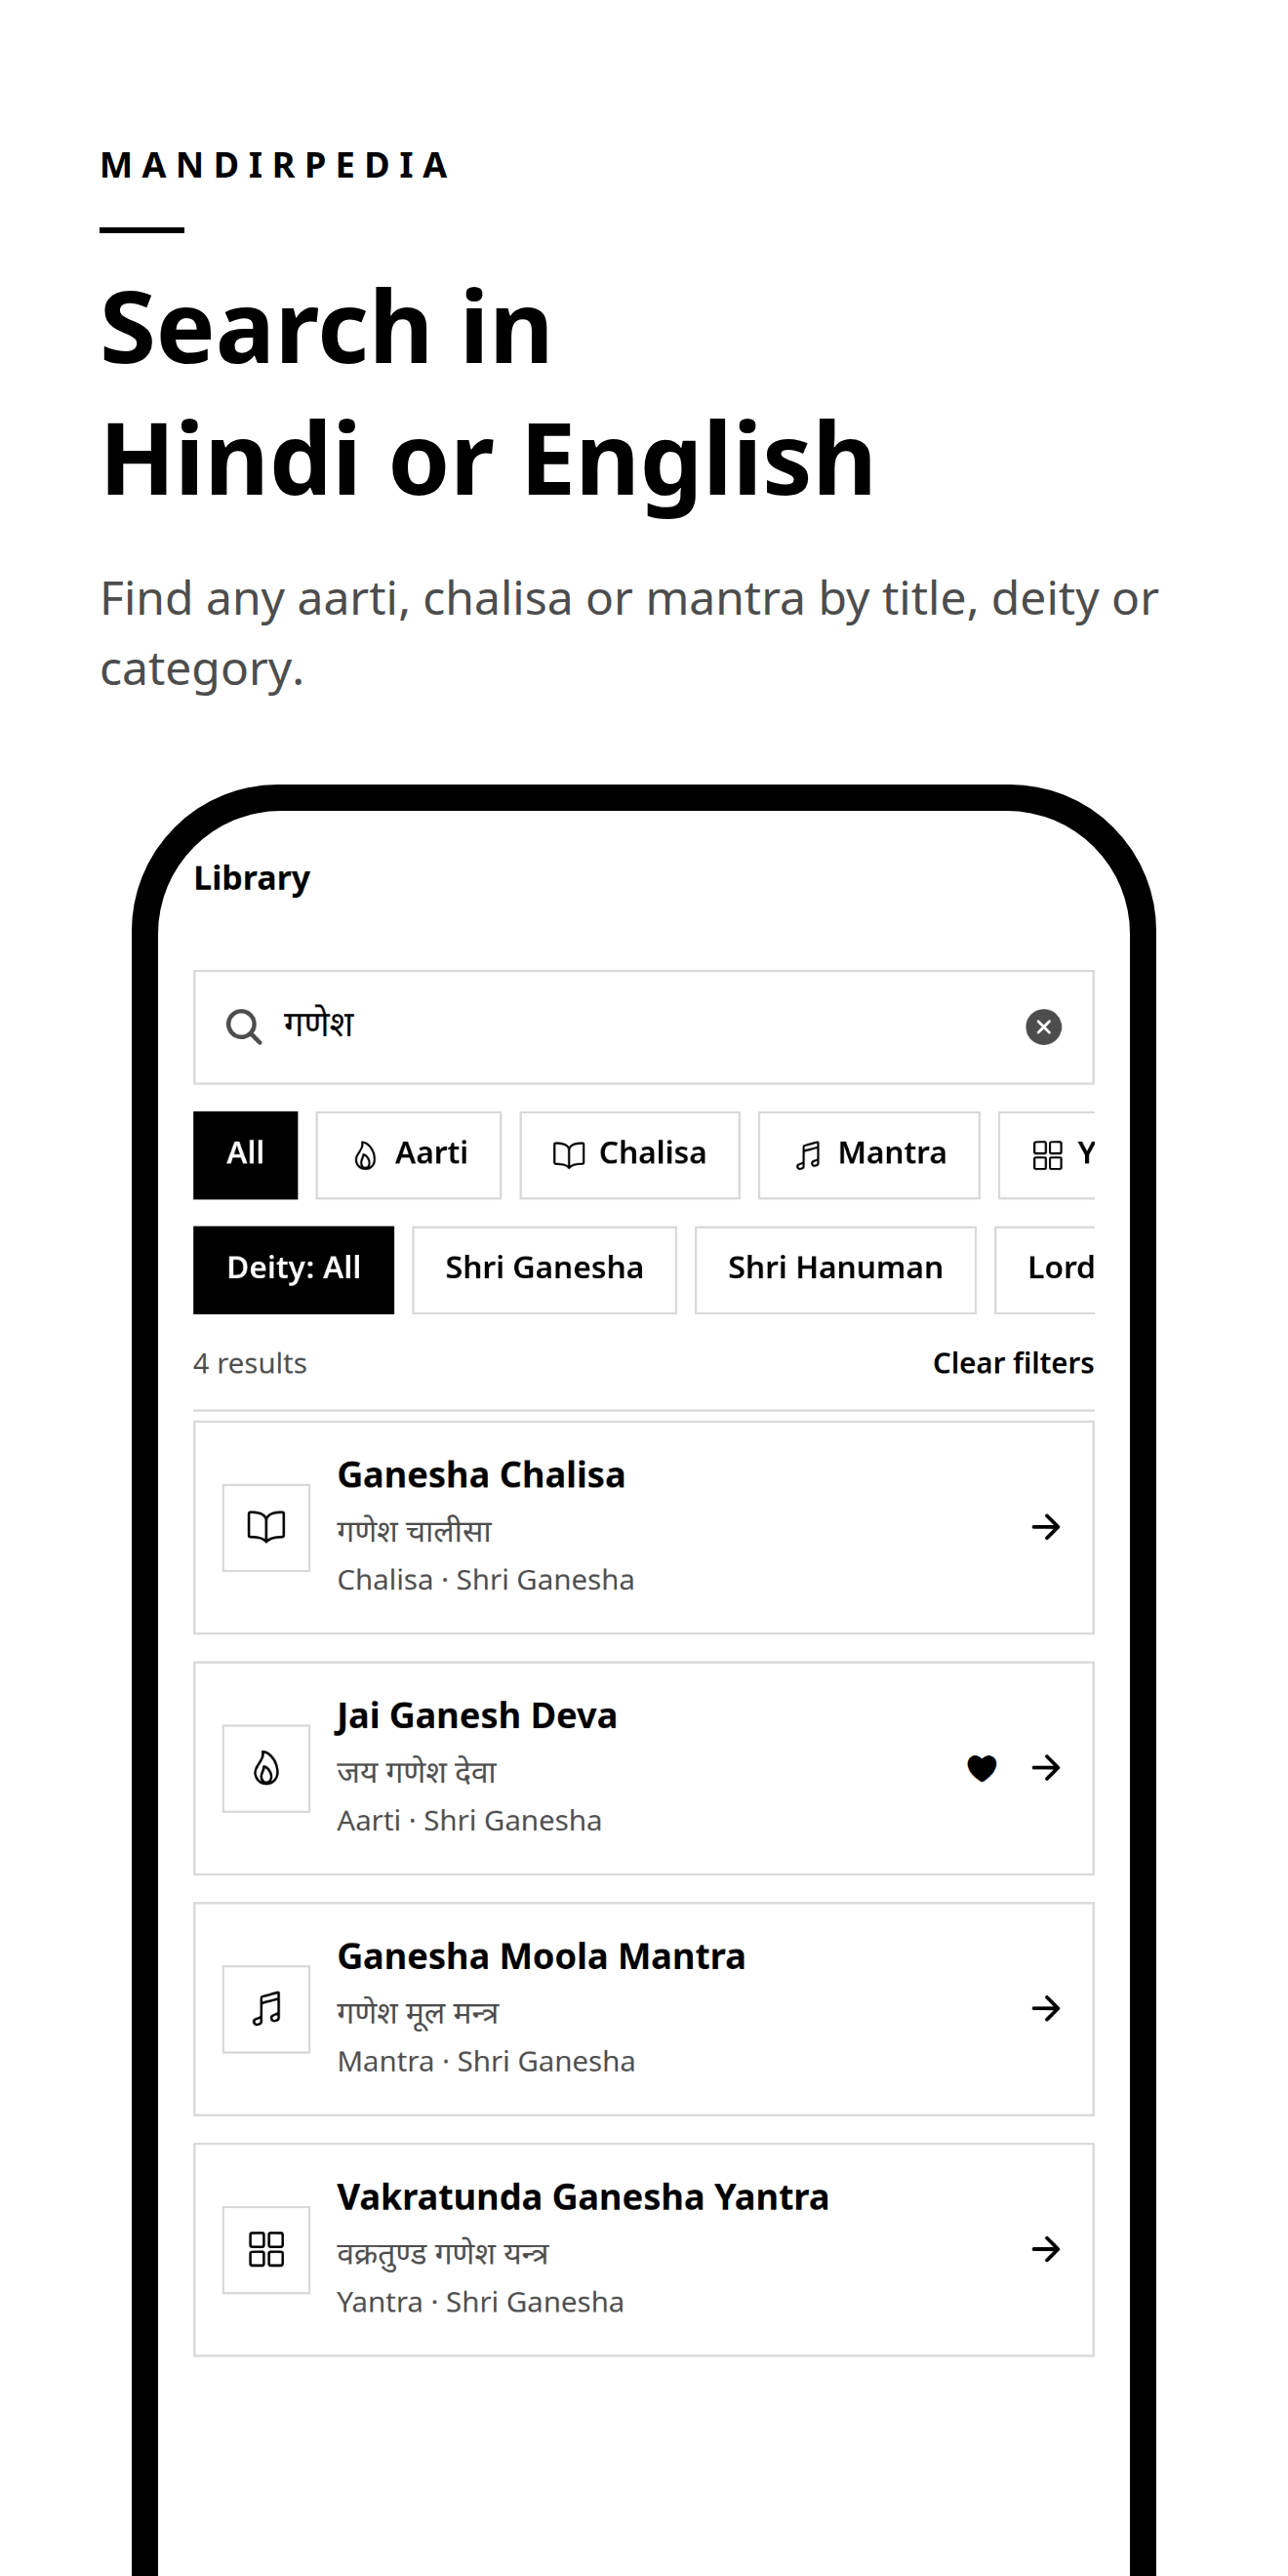 MANDIRPEDIA
Search in
Hindi or English
Find any aarti, chalisa or mantra by title, deity or
category.
Library
गणेश
All Aarti Chalisa Mantra Y
Deity: All Shri Ganesha Shri Hanuman Lord
4 results Clear filters
Ganesha Chalisa
गणेश चालीसा
Chalisa · Shri Ganesha
Jai Ganesh Deva
जय गणेश देवा
Aarti · Shri Ganesha
Ganesha Moola Mantra
गणेश मूल मन्त्र
Mantra · Shri Ganesha
Vakratunda Ganesha Yantra
वक्रतुण्ड गणेश यन्त्र
Yantra · Shri Ganesha